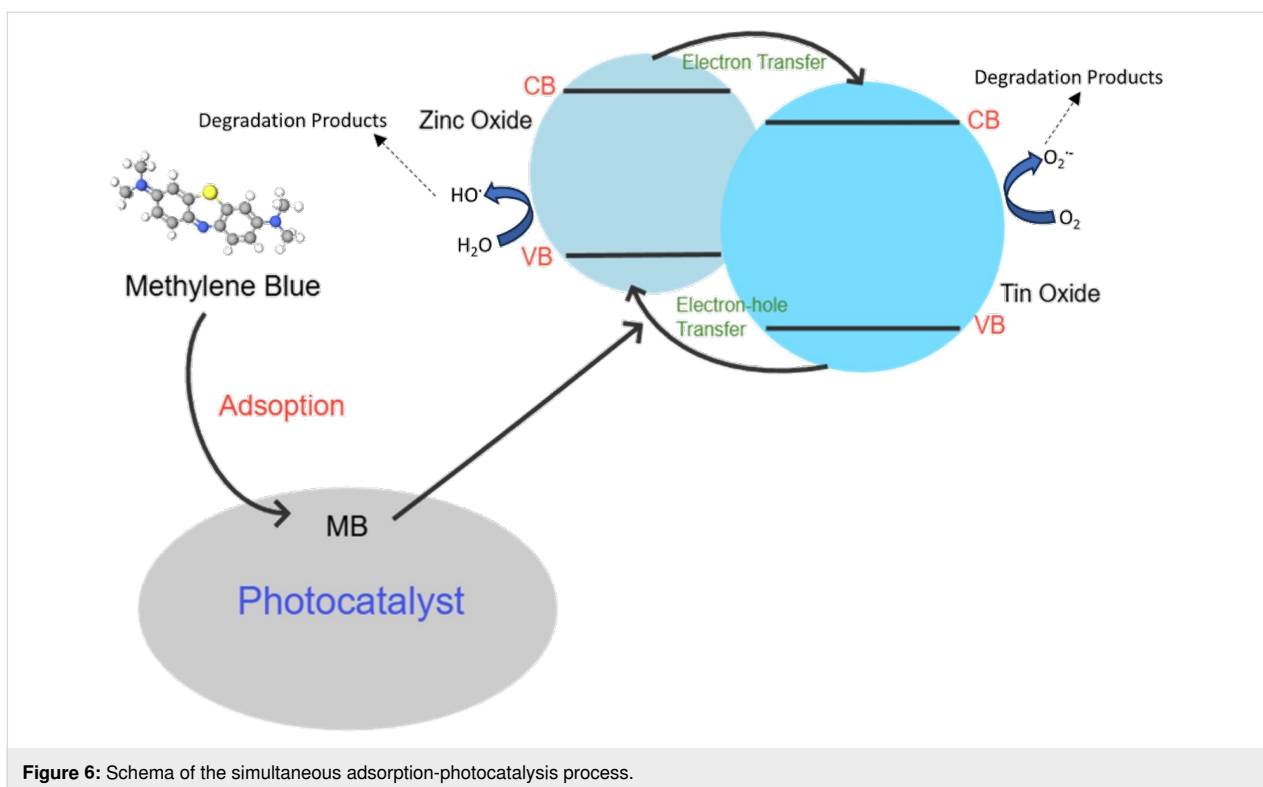 Electron Transfer
Degradation Products
CB
Degradation Products
Zinc Oxide
CB
O₂˙⁻
HO˙
O₂
H₂O
VB
Methylene Blue
Tin Oxide
Electron-hole
Transfer
VB
Adsoption
MB
Photocatalyst
Figure 6: Schema of the simultaneous adsorption-photocatalysis process.